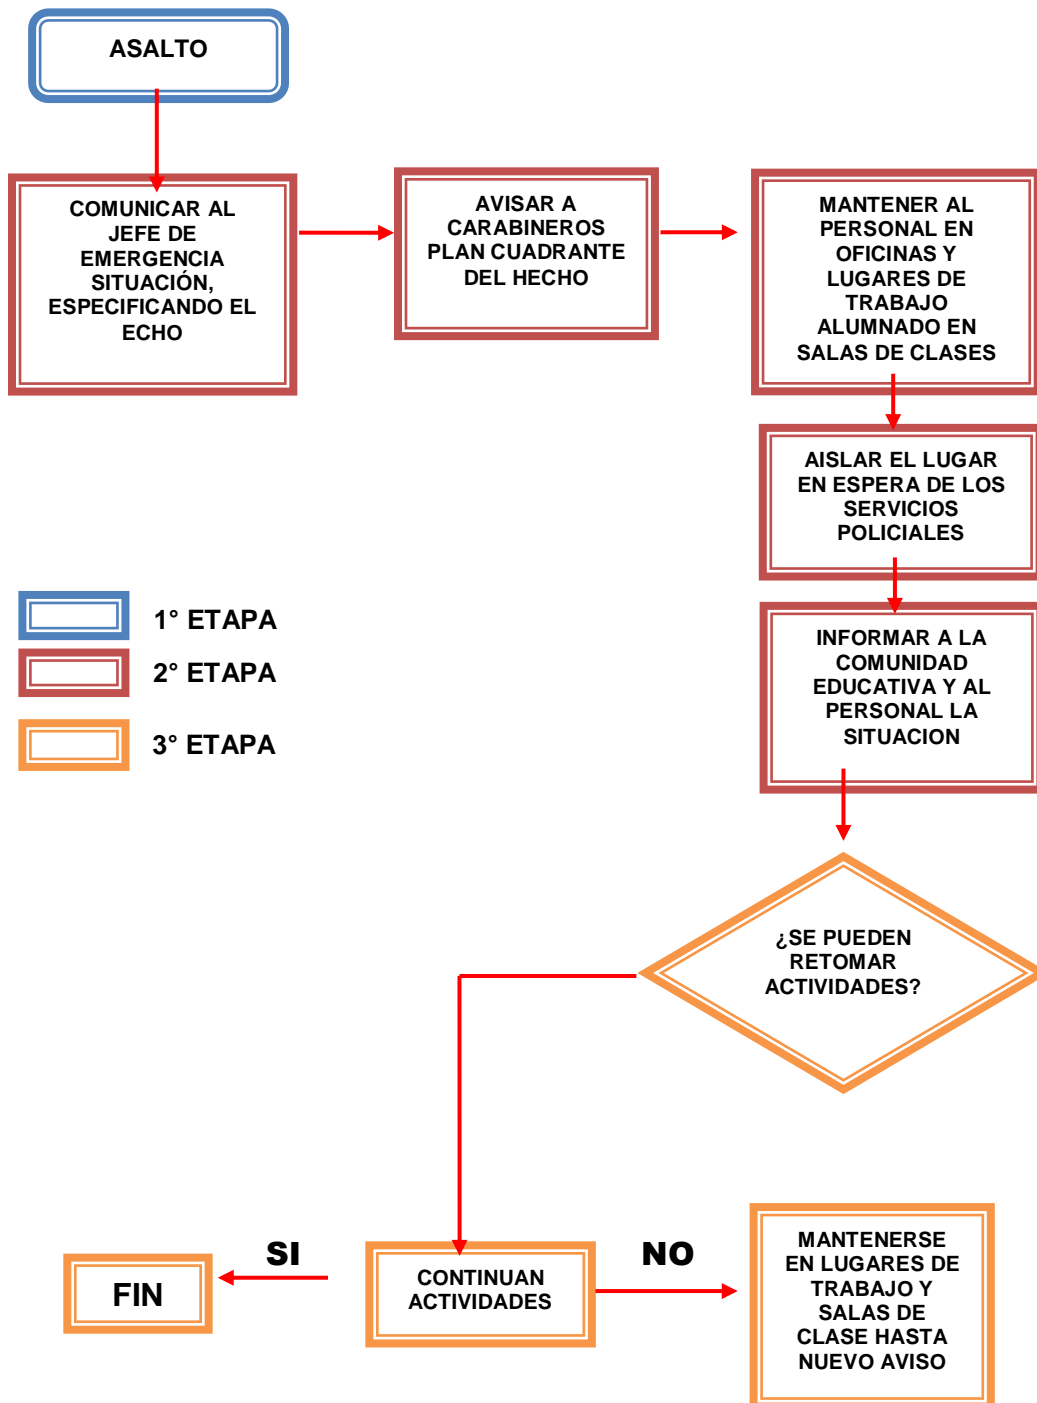 ASALTO
COMUNICAR AL
JEFE DE
EMERGENCIA
SITUACIÓN,
ESPECIFICANDO EL
ECHO
AVISAR A
CARABINEROS
PLAN CUADRANTE
DEL HECHO
MANTENER AL
PERSONAL EN
OFICINAS Y
LUGARES DE
TRABAJO
ALUMNADO EN
SALAS DE CLASES
AISLAR EL LUGAR
EN ESPERA DE LOS
SERVICIOS
POLICIALES
INFORMAR A LA
COMUNIDAD
EDUCATIVA Y AL
PERSONAL LA
SITUACION
1° ETAPA
2° ETAPA
3° ETAPA
¿SE PUEDEN
RETOMAR
ACTIVIDADES?
FIN
SI
CONTINUAN
ACTIVIDADES
NO
MANTENERSE
EN LUGARES DE
TRABAJO Y
SALAS DE
CLASE HASTA
NUEVO AVISO